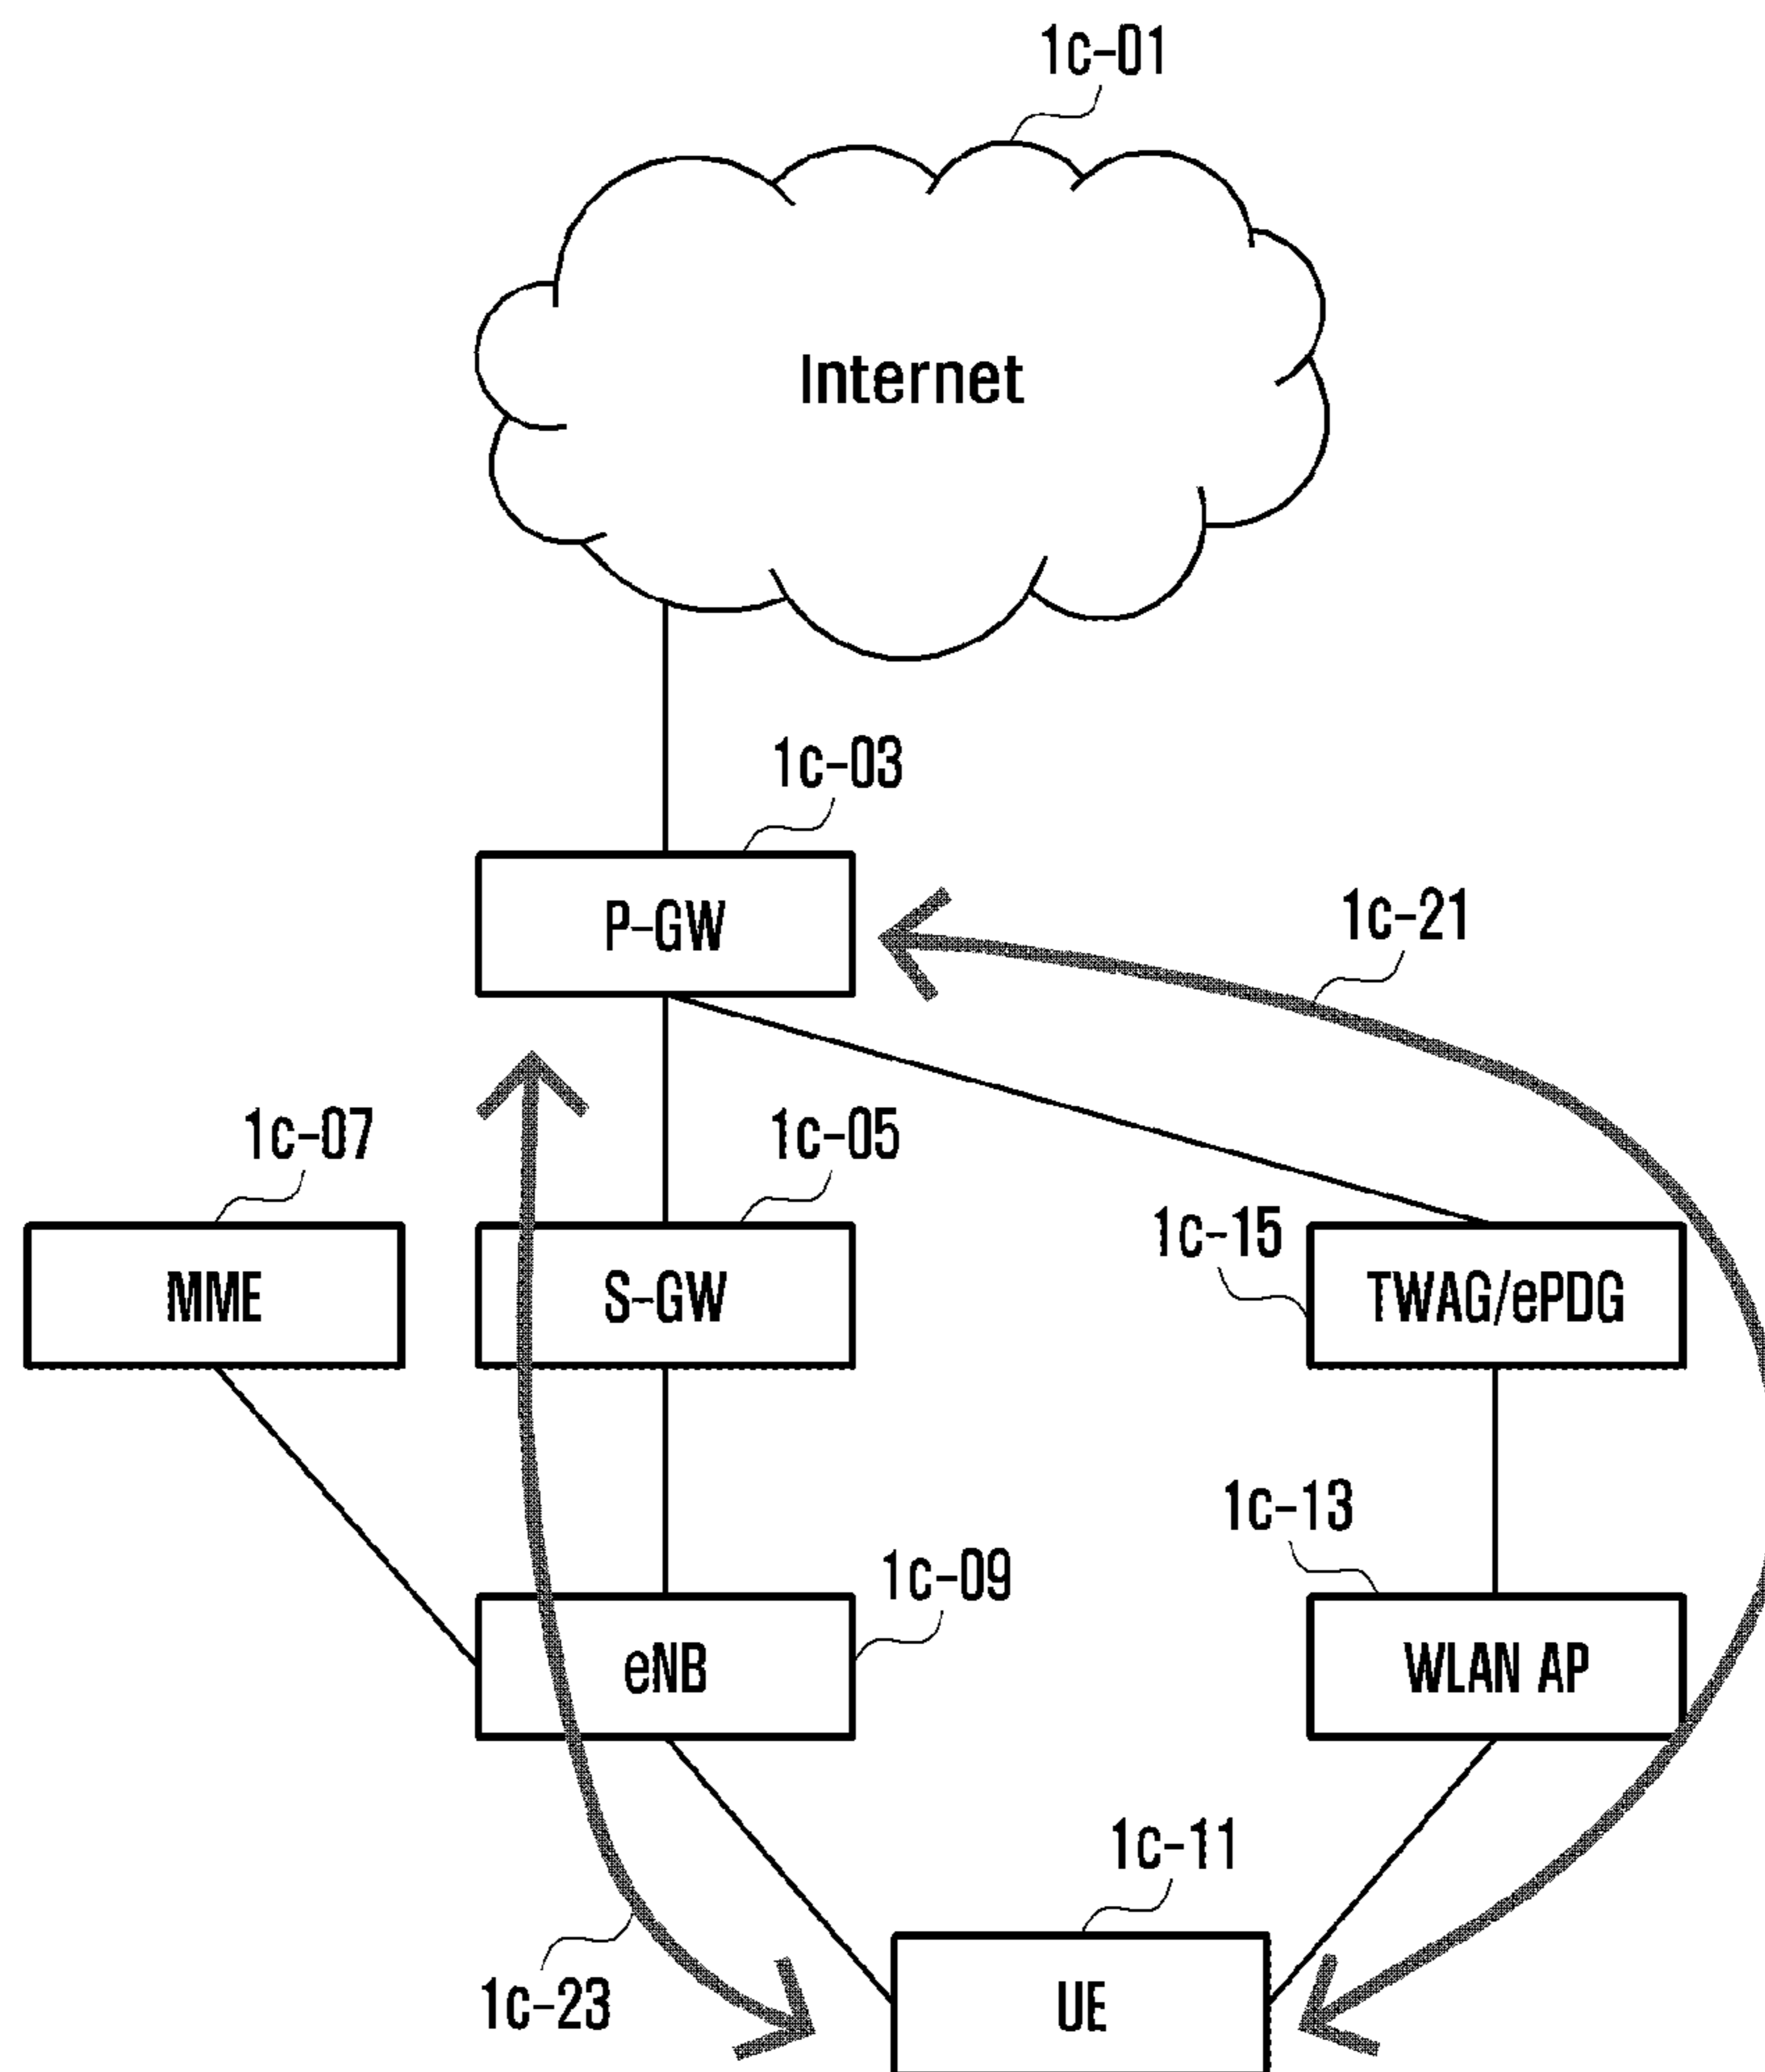 1c-01
Internet
1c-03
P-GW
1c-21
1c-07
1c-05
1c-15
MME
S-GW
TWAG/ePDG
1c-13
1c-09
eNB
WLAN AP
1c-11
1c-23
UE